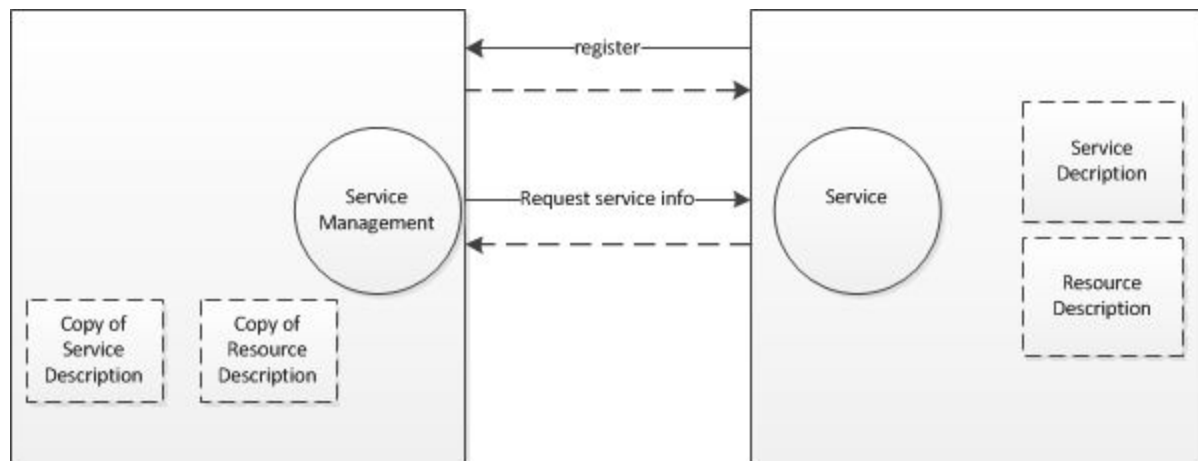 register
Service
Management
Request service info
Service
Service
Decription
Resource
Description
Copy of
Service
Description
Copy of
Resource
Description